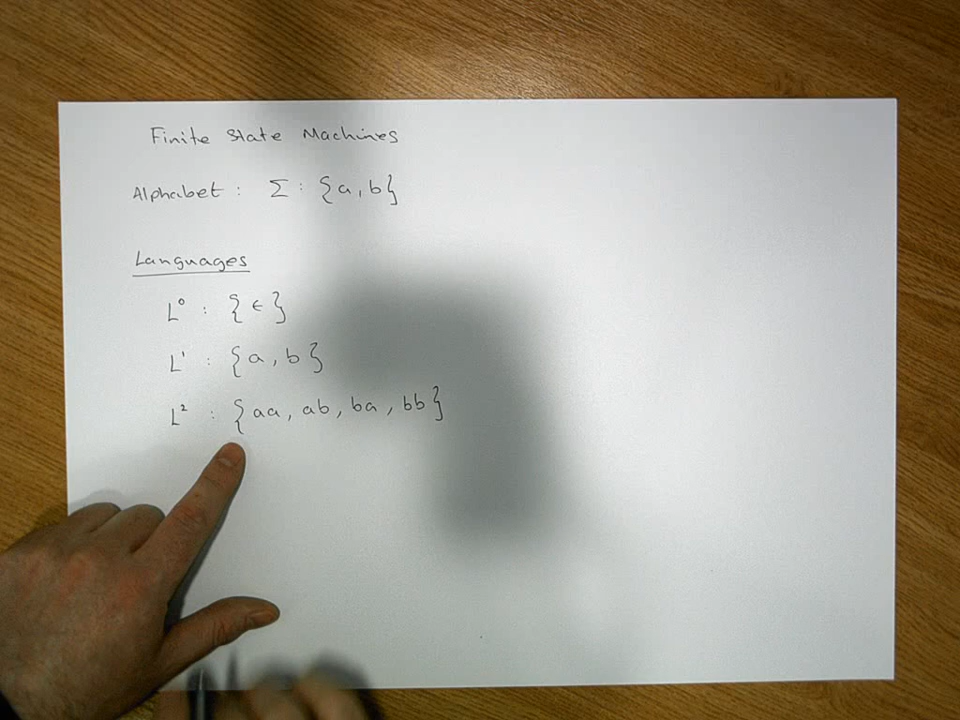 Finite State Machines
Alphabet : Σ : {a, b}
Languages
L⁰ : {ϵ}
L¹ : {a, b}
L² : {aa, ab, ba, bb}